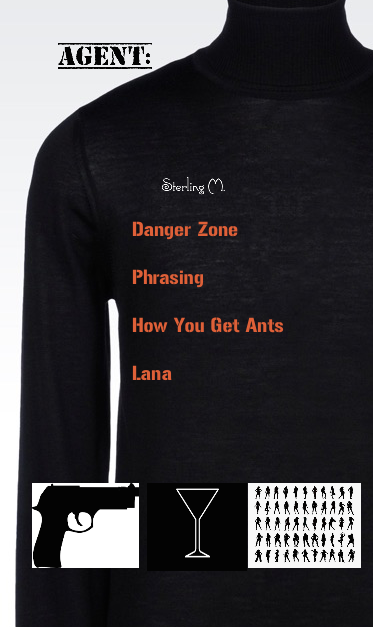 AGENT:
Sterling M.
Danger Zone
Phrasing
How You Get Ants
Lana